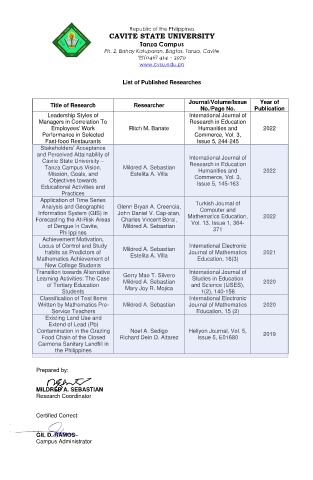 Republic of the Philippines
CAVITE STATE UNIVERSITY
Tanza Campus
Ph. 2, Bahay Katuparan, Bagtas, Tanza, Cavite
(046) 414 - 3979
www.cvsu.edu.ph
List of Published Researches
Title of Research
Researcher
Journal/Volume/Issue
No./Page No.
Year of
Publication
Leadership Styles of
Managers in Correlation To
Employees' Work
Performance in Selected
Fast-food Restaurants
Ritch M. Banate
International Journal of
Research in Education
Humanities and
Commerce, Vol. 3,
Issue 5, 244-245
2022
Stakeholders' Acceptance
and Perceived Attainability of
Cavite State University –
Tanza Campus Vision,
Mission, Goals, and
Objectives towards
Educational Activities and
Practices
Mildred A. Sebastian
Estelita A. Villa
International Journal of
Research in Education
Humanities and
Commerce, Vol. 3,
Issue 5, 145-163
2022
Application of Time Series
Analysis and Geographic
Information System (GIS) in
Forecasting the At-Risk Areas
of Dengue in Cavite,
Philippines
Glenn Bryan A. Creencia,
John Daniel V. Cap-atan,
Charles Vincent Boral,
Mildred A. Sebastian
Turkish Journal of
Computer and
Mathematics Education,
Vol. 13, Issue 1, 364-
371
2022
Achievement Motivation,
Locus of Control and Study
habits as Predictors of
Mathematics Achievement of
New College Students
Mildred A. Sebastian
Estelita A. Villa
International Electronic
Journal of Mathematics
Education, 16(3)
2021
Transition towards Alternative
Learning Activities: The Case
of Tertiary Education
Students
Gerry Mae T. Silvero
Mildred A. Sebastian
Mary Joy R. Mojica
International Journal of
Studies in Education
and Science (IJSES),
1(2), 140-156
2020
Classification of Test Items
Written by Mathematics Pre-
Service Teachers
Mildred A. Sebastian
International Electronic
Journal of Mathematics
Education, 15 (2)
2020
Existing Land Use and
Extend of Lead (Pb)
Contamination in the Grazing
Food Chain of the Closed
Carmona Sanitary Landfill in
the Philippines
Noel A. Sedigo
Richard Dein D. Altarez
Heliyon Journal, Vol. 5,
Issue 5, E01680
2019
Prepared by:
MILDRED A. SEBASTIAN
Research Coordinator
Certified Correct:
GIL D. RAMOS
Campus Administrator